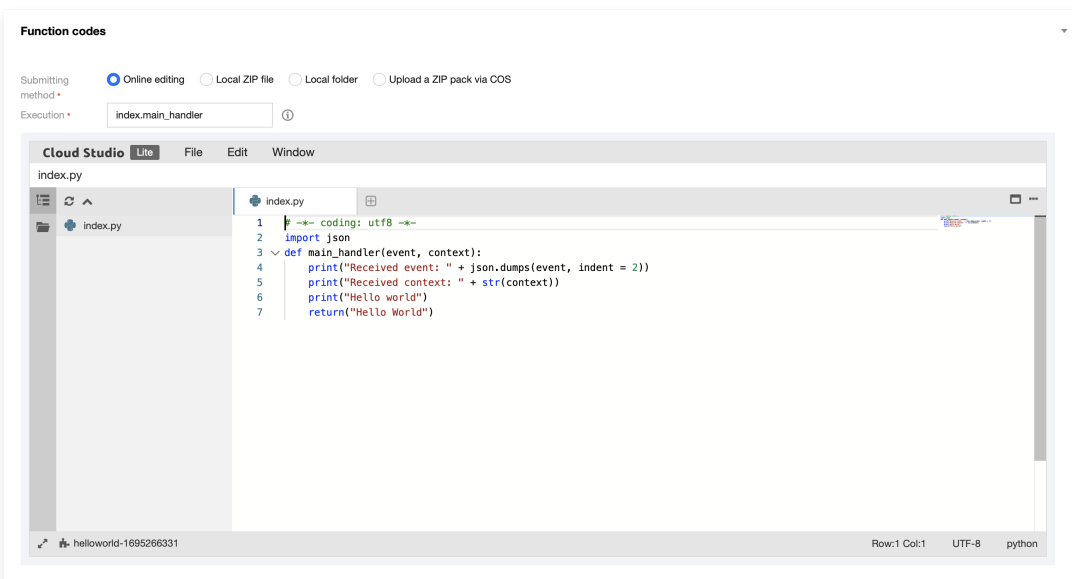 Function codes
Submitting method * Online editing Local ZIP file Local folder Upload a ZIP pack via COS
Execution * index.main_handler
Cloud Studio Lite File Edit Window
index.py
index.py
index.py
1 # -*- coding: utf8 -*-
2 import json
3 def main_handler(event, context):
4     print("Received event: " + json.dumps(event, indent = 2))
5     print("Received context: " + str(context))
6     print("Hello world")
7     return("Hello World")
helloworld-1695266331 Row:1 Col:1 UTF-8 python